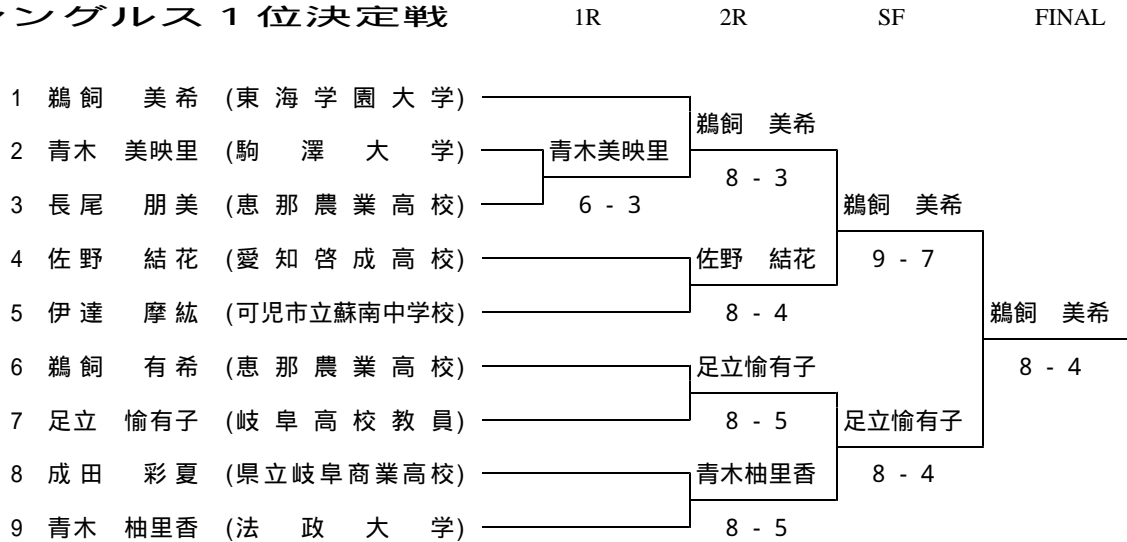 シングルス１位決定戦 1R 2R SF FINAL
1 鵜飼 美希 (東海学園大学)
鵜飼 美希
2 青木 美映里 (駒澤大学) 青木美映里
8 - 3
3 長尾 朋美 (恵那農業高校) 6 - 3 鵜飼 美希
4 佐野 結花 (愛知啓成高校) 佐野 結花 9 - 7
5 伊達 摩紘 (可児市立蘇南中学校) 8 - 4 鵜飼 美希
6 鵜飼 有希 (恵那農業高校) 足立愉有子 8 - 4
7 足立 愉有子 (岐阜高校教員) 8 - 5 足立愉有子
8 成田 彩夏 (県立岐阜商業高校) 青木柚里香 8 - 4
9 青木 柚里香 (法政大学) 8 - 5